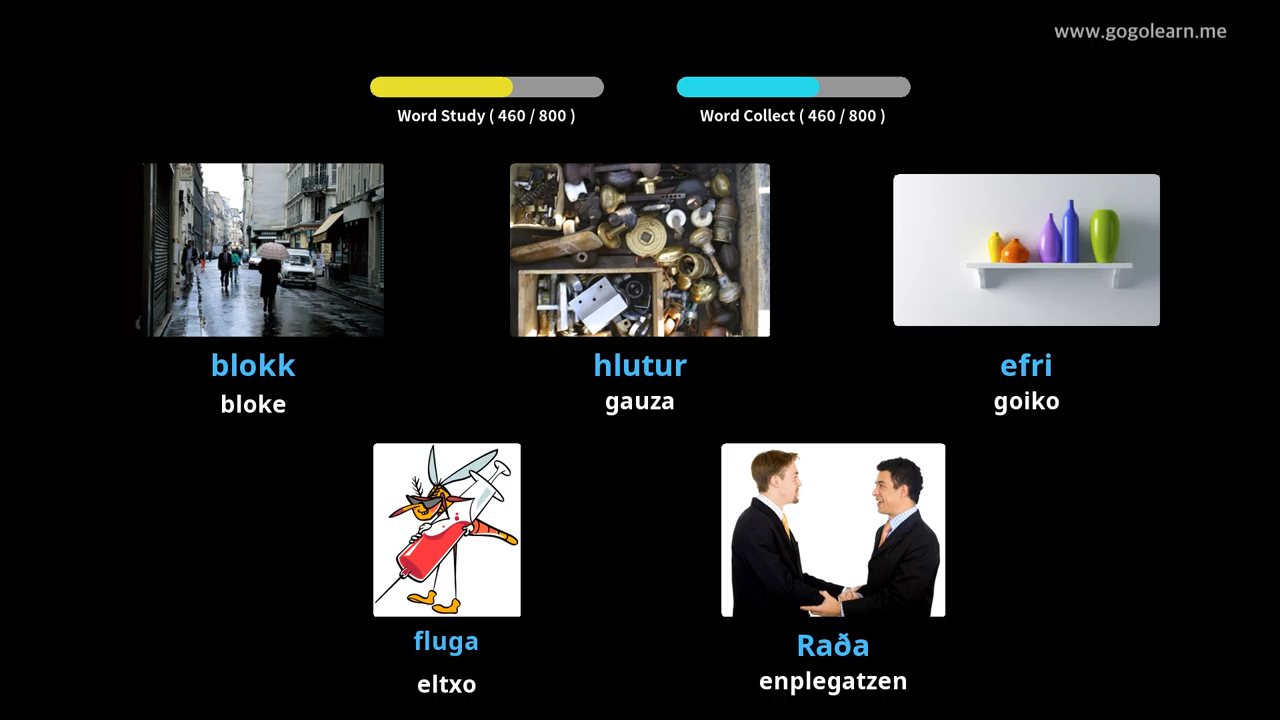 www.gogolearn.me
Word Study ( 460 / 800 )
Word Collect ( 460 / 800 )
blokk
bloke
hlutur
gauza
efri
goiko
fluga
eltxo
Raða
enplegatzen